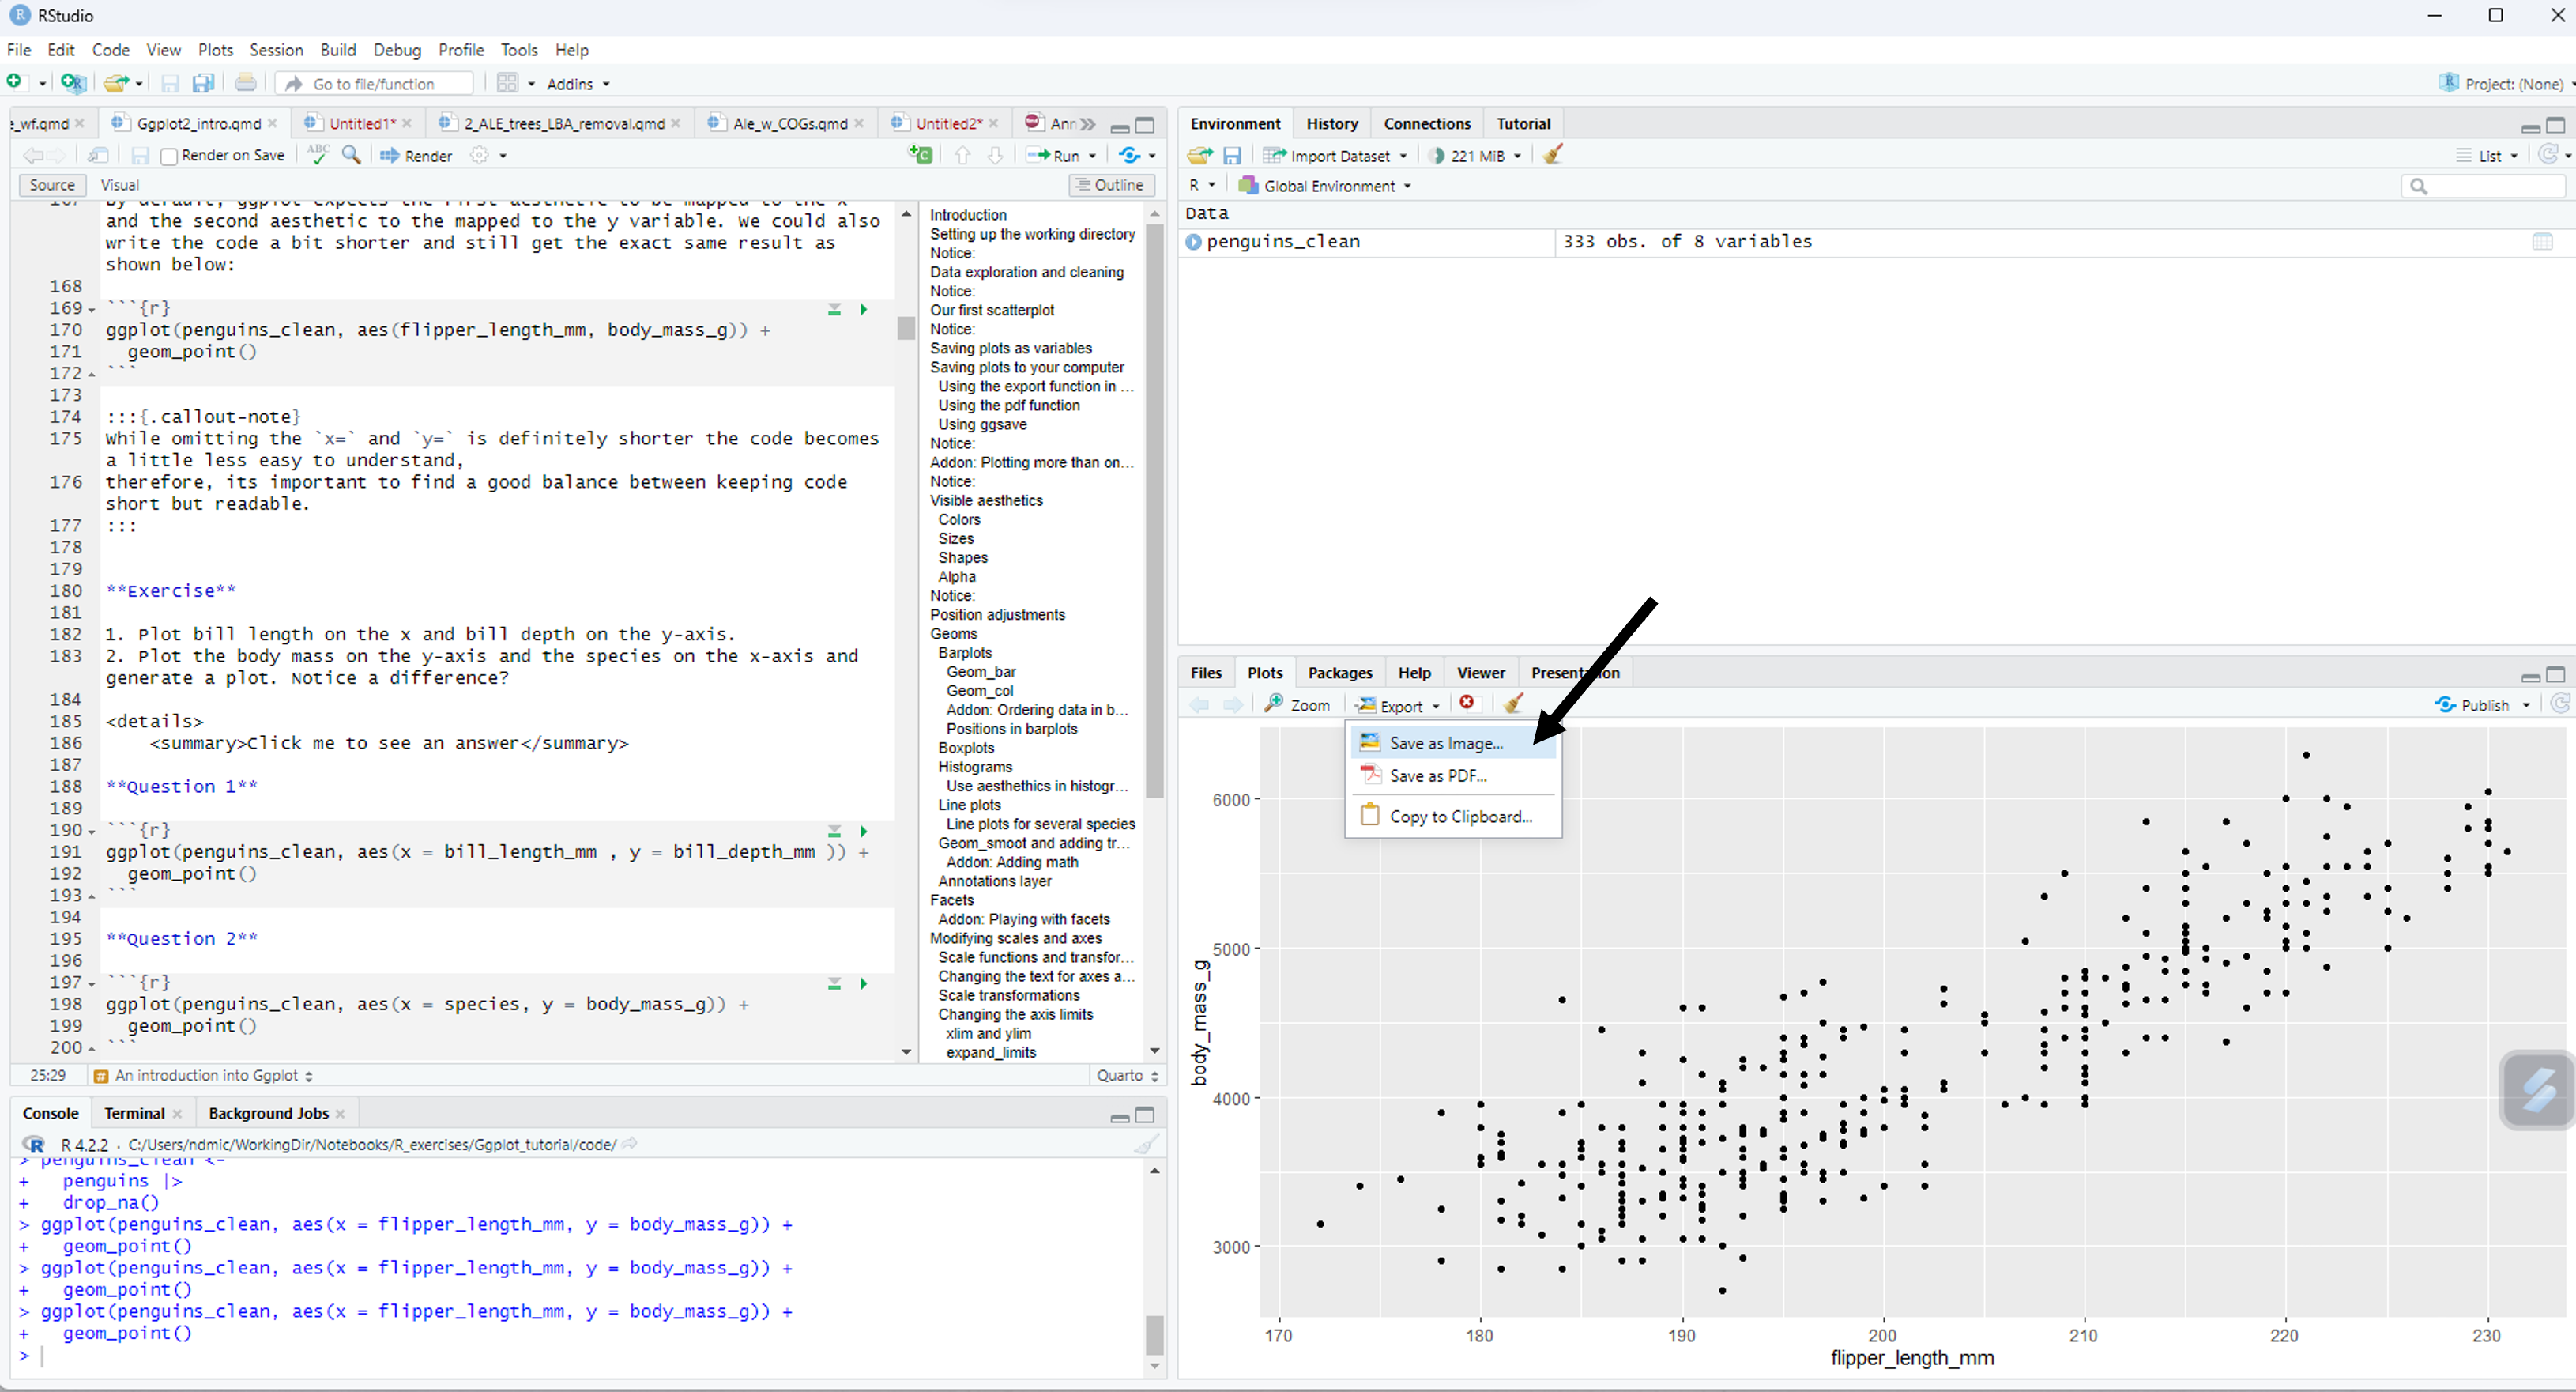 RStudio
File Edit Code View Plots Session Build Debug Profile Tools Help
Go to file/function Addins Project: (None)
e_wf.qmd Ggplot2_intro.qmd Untitled1* 2_ALE_trees_LBA_removal.qmd Ale_w_COGs.qmd Untitled2* Ann
Render on Save ABC Render Run
Source Visual Outline
167 By default, ggplot expects the first aesthetic to be mapped to the x
and the second aesthetic to the mapped to the y variable. We could also
write the code a bit shorter and still get the exact same result as
shown below:
168
169 ```{r}
170 ggplot(penguins_clean, aes(flipper_length_mm, body_mass_g)) +
171 geom_point()
172 ```
173
174 :::{.callout-note}
175 While omitting the `x=` and `y=` is definitely shorter the code becomes
a little less easy to understand,
176 therefore, its important to find a good balance between keeping code
short but readable.
177 :::
178
179
180 **Exercise**
181
182 1. Plot bill length on the x and bill depth on the y-axis.
183 2. Plot the body mass on the y-axis and the species on the x-axis and
generate a plot. Notice a difference?
184
185 <details>
186 <summary>Click me to see an answer</summary>
187
188 **Question 1**
189
190 ```{r}
191 ggplot(penguins_clean, aes(x = bill_length_mm , y = bill_depth_mm )) +
192 geom_point()
193 ```
194
195 **Question 2**
196
197 ```{r}
198 ggplot(penguins_clean, aes(x = species, y = body_mass_g)) +
199 geom_point()
200 ```
25:29 An introduction into Ggplot Quarto
Introduction
Setting up the working directory
Notice:
Data exploration and cleaning
Notice:
Our first scatterplot
Notice:
Saving plots as variables
Saving plots to your computer
Using the export function in ...
Using the pdf function
Using ggsave
Notice:
Addon: Plotting more than on...
Notice:
Visible aesthetics
Colors
Sizes
Shapes
Alpha
Notice:
Position adjustments
Geoms
Barplots
Geom_bar
Geom_col
Addon: Ordering data in b...
Positions in barplots
Boxplots
Histograms
Use aesthethics in histogr...
Line plots
Line plots for several species
Geom_smoot and adding tr...
Addon: Adding math
Annotations layer
Facets
Addon: Playing with facets
Modifying scales and axes
Scale functions and transfor...
Changing the text for axes a...
Scale transformations
Changing the axis limits
xlim and ylim
expand_limits
Console Terminal Background Jobs
R 4.2.2 · C:/Users/ndmic/WorkingDir/Notebooks/R_exercises/Ggplot_tutorial/code/
> penguins_clean <-
+ penguins |>
+ drop_na()
> ggplot(penguins_clean, aes(x = flipper_length_mm, y = body_mass_g)) +
+ geom_point()
> ggplot(penguins_clean, aes(x = flipper_length_mm, y = body_mass_g)) +
+ geom_point()
> ggplot(penguins_clean, aes(x = flipper_length_mm, y = body_mass_g)) +
+ geom_point()
>
Environment History Connections Tutorial
Import Dataset 221 MiB List
R Global Environment
Data
penguins_clean 333 obs. of 8 variables
Files Plots Packages Help Viewer Presentation
Zoom Export Publish
Save as Image...
Save as PDF...
Copy to Clipboard...
6000
5000
4000
3000
body_mass_g
170 180 190 200 210 220 230
flipper_length_mm